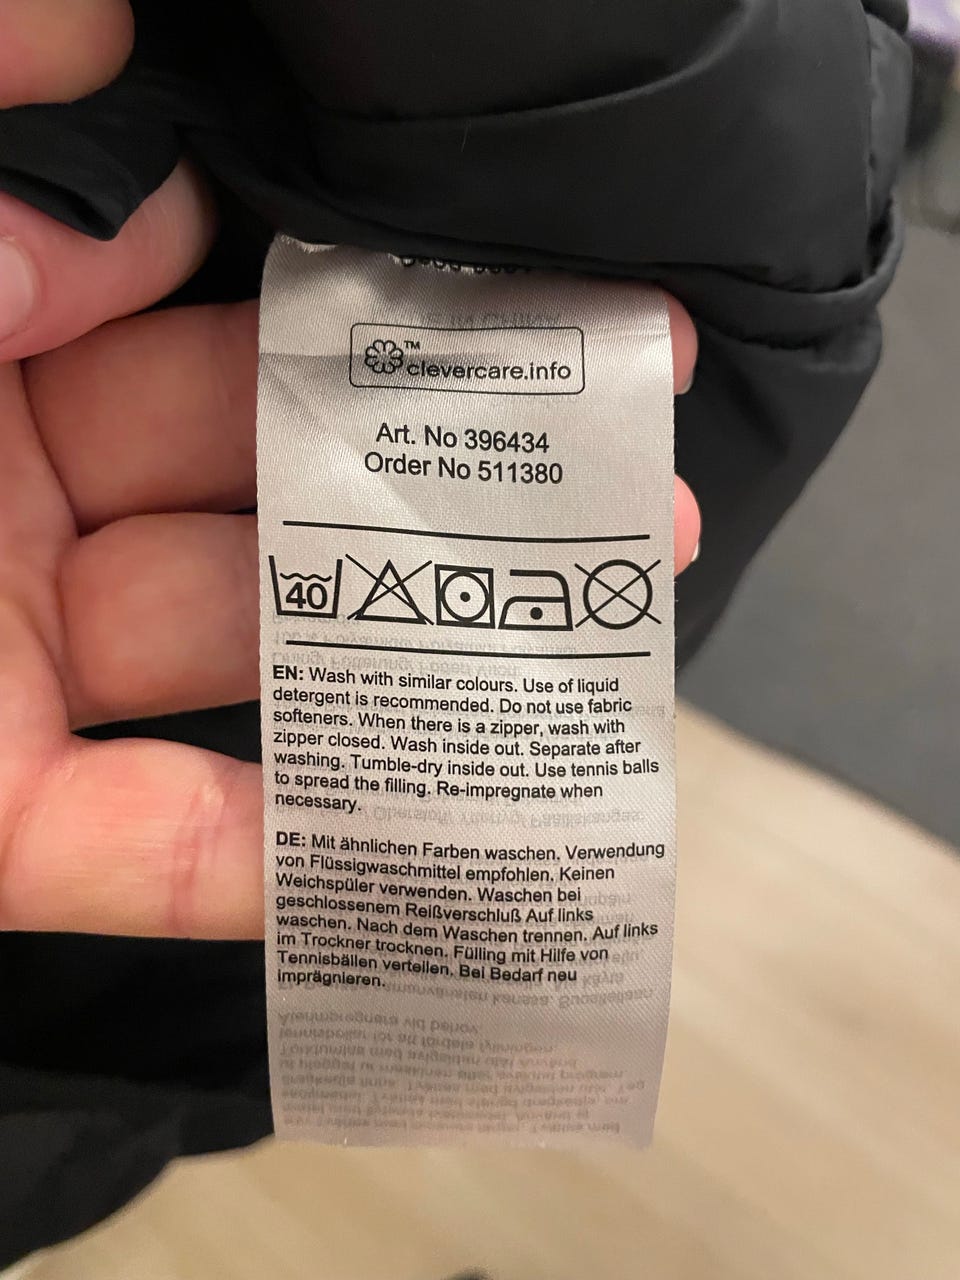 TM
clevercare.info
Art. No 396434
Order No 511380
40
EN: Wash with similar colours. Use of liquid
detergent is recommended. Do not use fabric
softeners. When there is a zipper, wash with
zipper closed. Wash inside out. Separate after
washing. Tumble-dry inside out. Use tennis balls
to spread the filling. Re-impregnate when
necessary.
DE: Mit ähnlichen Farben waschen. Verwendung
von Flüssigwaschmittel empfohlen. Keinen
Weichspüler verwenden. Waschen bei
geschlossenem Reißverschluß Auf links
waschen. Nach dem Waschen trennen. Auf links
im Trockner trocknen. Fülling mit Hilfe von
Tennisbällen verteilen. Bei Bedarf neu
imprägnieren.